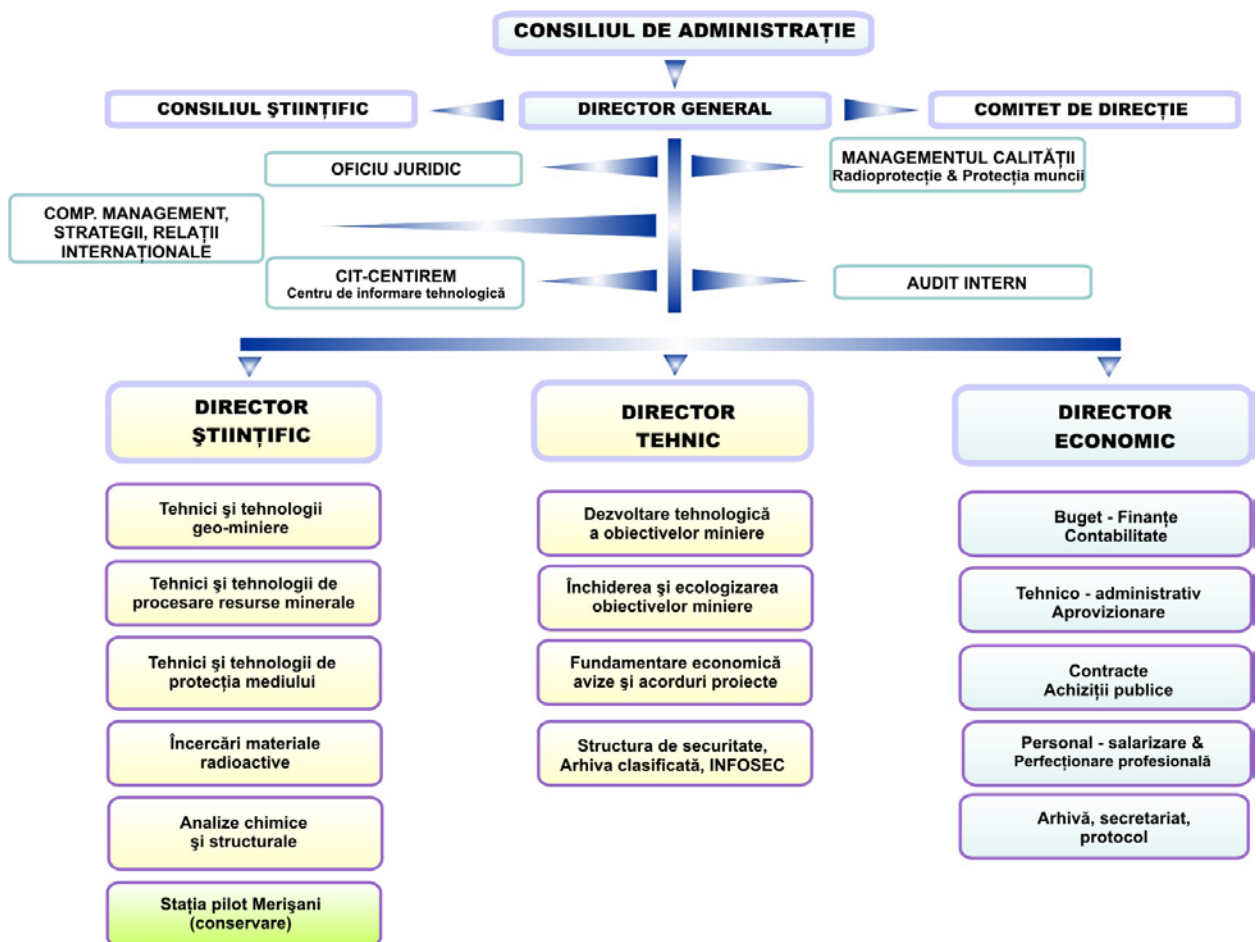 CONSILIUL DE ADMINISTRAȚIE
CONSILIUL ŞTIINȚIFIC
DIRECTOR GENERAL
COMITET DE DIRECȚIE
OFICIU JURIDIC
MANAGEMENTUL CALITĂȚII
Radioprotecție & Protecția muncii
COMP. MANAGEMENT,
STRATEGII, RELAȚII
INTERNAȚIONALE
CIT-CENTIREM
Centru de informare tehnologică
AUDIT INTERN
DIRECTOR
ŞTIINȚIFIC
Tehnici şi tehnologii
geo-miniere
Tehnici şi tehnologii de
procesare resurse minerale
Tehnici şi tehnologii de
protecția mediului
Încercări materiale
radioactive
Analize chimice
şi structurale
Stația pilot Merişani
(conservare)
DIRECTOR
TEHNIC
Dezvoltare tehnologică
a obiectivelor miniere
Închiderea şi ecologizarea
obiectivelor miniere
Fundamentare economică
avize şi acorduri proiecte
Structura de securitate,
Arhiva clasificată, INFOSEC
DIRECTOR
ECONOMIC
Buget - Finanțe
Contabilitate
Tehnico - administrativ
Aprovizionare
Contracte
Achiziții publice
Personal - salarizare &
Perfecționare profesională
Arhivă, secretariat,
protocol